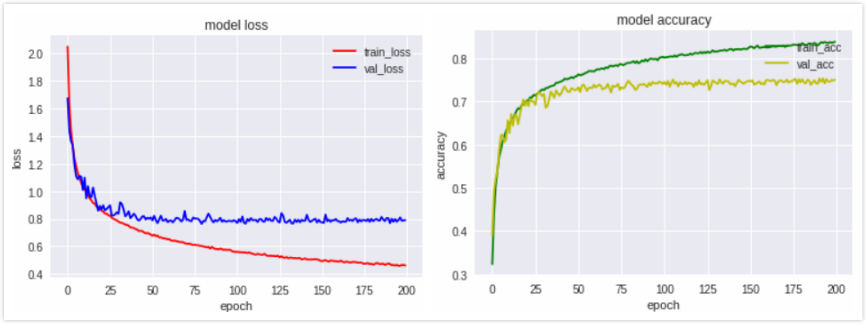 model loss
2.0
1.8
1.6
1.4
1.2
1.0
0.8
0.6
0.4
loss
train_loss
val_loss
0 25 50 75 100 125 150 175 200
epoch
model accuracy
0.8
0.7
0.6
0.5
0.4
0.3
accuracy
train_acc
val_acc
0 25 50 75 100 125 150 175 200
epoch